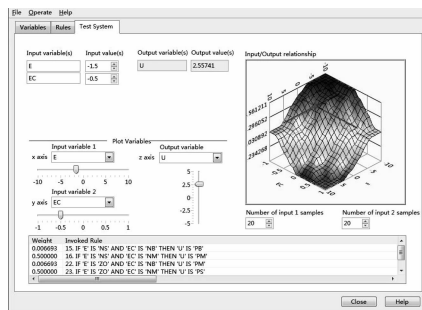 File Operate Help
Variables Rules Test System
Input variable(s) Input value(s) Output variable(s) Output value(s) Input/Output relationship
E -1.5 U 2.55741
EC -0.5
Plot Variables
Input variable 1 Output variable
x axis E z axis U
-10 -5 0 5 10
Input variable 2
y axis EC
-1 -0.5 0 0.5 1
5
2.5
0
-2.5
-5
.561211
.286052
.234268
Number of input 1 samples Number of input 2 samples
20 20
Weight Invoked Rule
0.006693 15. IF 'E' IS 'NS' AND 'EC' IS 'NB' THEN 'U' IS 'PB'
0.500000 16. IF 'E' IS 'NS' AND 'EC' IS 'NM' THEN 'U' IS 'PM'
0.006693 22. IF 'E' IS 'ZO' AND 'EC' IS 'NB' THEN 'U' IS 'PM'
0.500000 23. IF 'E' IS 'ZO' AND 'EC' IS 'NM' THEN 'U' IS 'PS'
Close Help